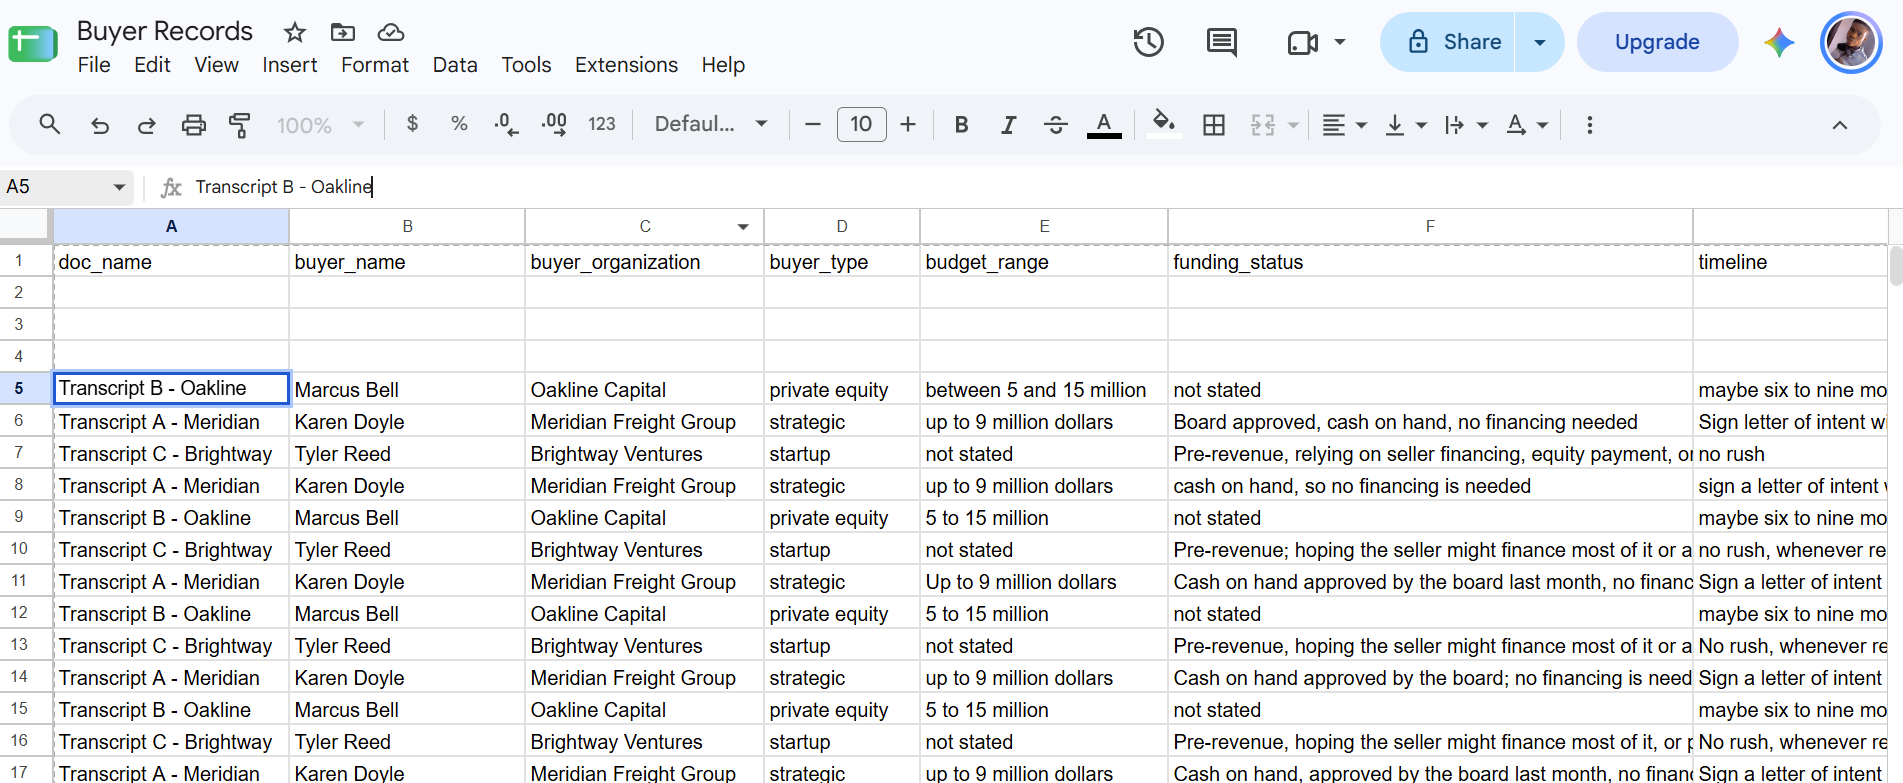 Buyer Records
File Edit View Insert Format Data Tools Extensions Help
Share
Upgrade
100% $ % .0 .00 123 Defaul... 10 B I A
A5 fx Transcript B - Oakline
A B C D E F
1 doc_name buyer_name buyer_organization buyer_type budget_range funding_status timeline
2
3
4
5 Transcript B - Oakline Marcus Bell Oakline Capital private equity between 5 and 15 million not stated maybe six to nine mo
6 Transcript A - Meridian Karen Doyle Meridian Freight Group strategic up to 9 million dollars Board approved, cash on hand, no financing needed Sign letter of intent wi
7 Transcript C - Brightway Tyler Reed Brightway Ventures startup not stated Pre-revenue, relying on seller financing, equity payment, or no rush
8 Transcript A - Meridian Karen Doyle Meridian Freight Group strategic up to 9 million dollars cash on hand, so no financing is needed sign a letter of intent
9 Transcript B - Oakline Marcus Bell Oakline Capital private equity 5 to 15 million not stated maybe six to nine mo
10 Transcript C - Brightway Tyler Reed Brightway Ventures startup not stated Pre-revenue; hoping the seller might finance most of it or a no rush, whenever re
11 Transcript A - Meridian Karen Doyle Meridian Freight Group strategic Up to 9 million dollars Cash on hand approved by the board last month, no financ Sign a letter of intent
12 Transcript B - Oakline Marcus Bell Oakline Capital private equity 5 to 15 million not stated maybe six to nine mo
13 Transcript C - Brightway Tyler Reed Brightway Ventures startup not stated Pre-revenue, hoping the seller might finance most of it or a No rush, whenever re
14 Transcript A - Meridian Karen Doyle Meridian Freight Group strategic up to 9 million dollars Cash on hand approved by the board; no financing is need Sign a letter of intent
15 Transcript B - Oakline Marcus Bell Oakline Capital private equity 5 to 15 million not stated maybe six to nine mo
16 Transcript C - Brightway Tyler Reed Brightway Ventures startup not stated Pre-revenue, hoping the seller might finance most of it, or p No rush, whenever re
17 Transcript A - Meridian Karen Doyle Meridian Freight Group strategic up to 9 million dollars Cash on hand, approved by the board last month, no finan Sign a letter of intent